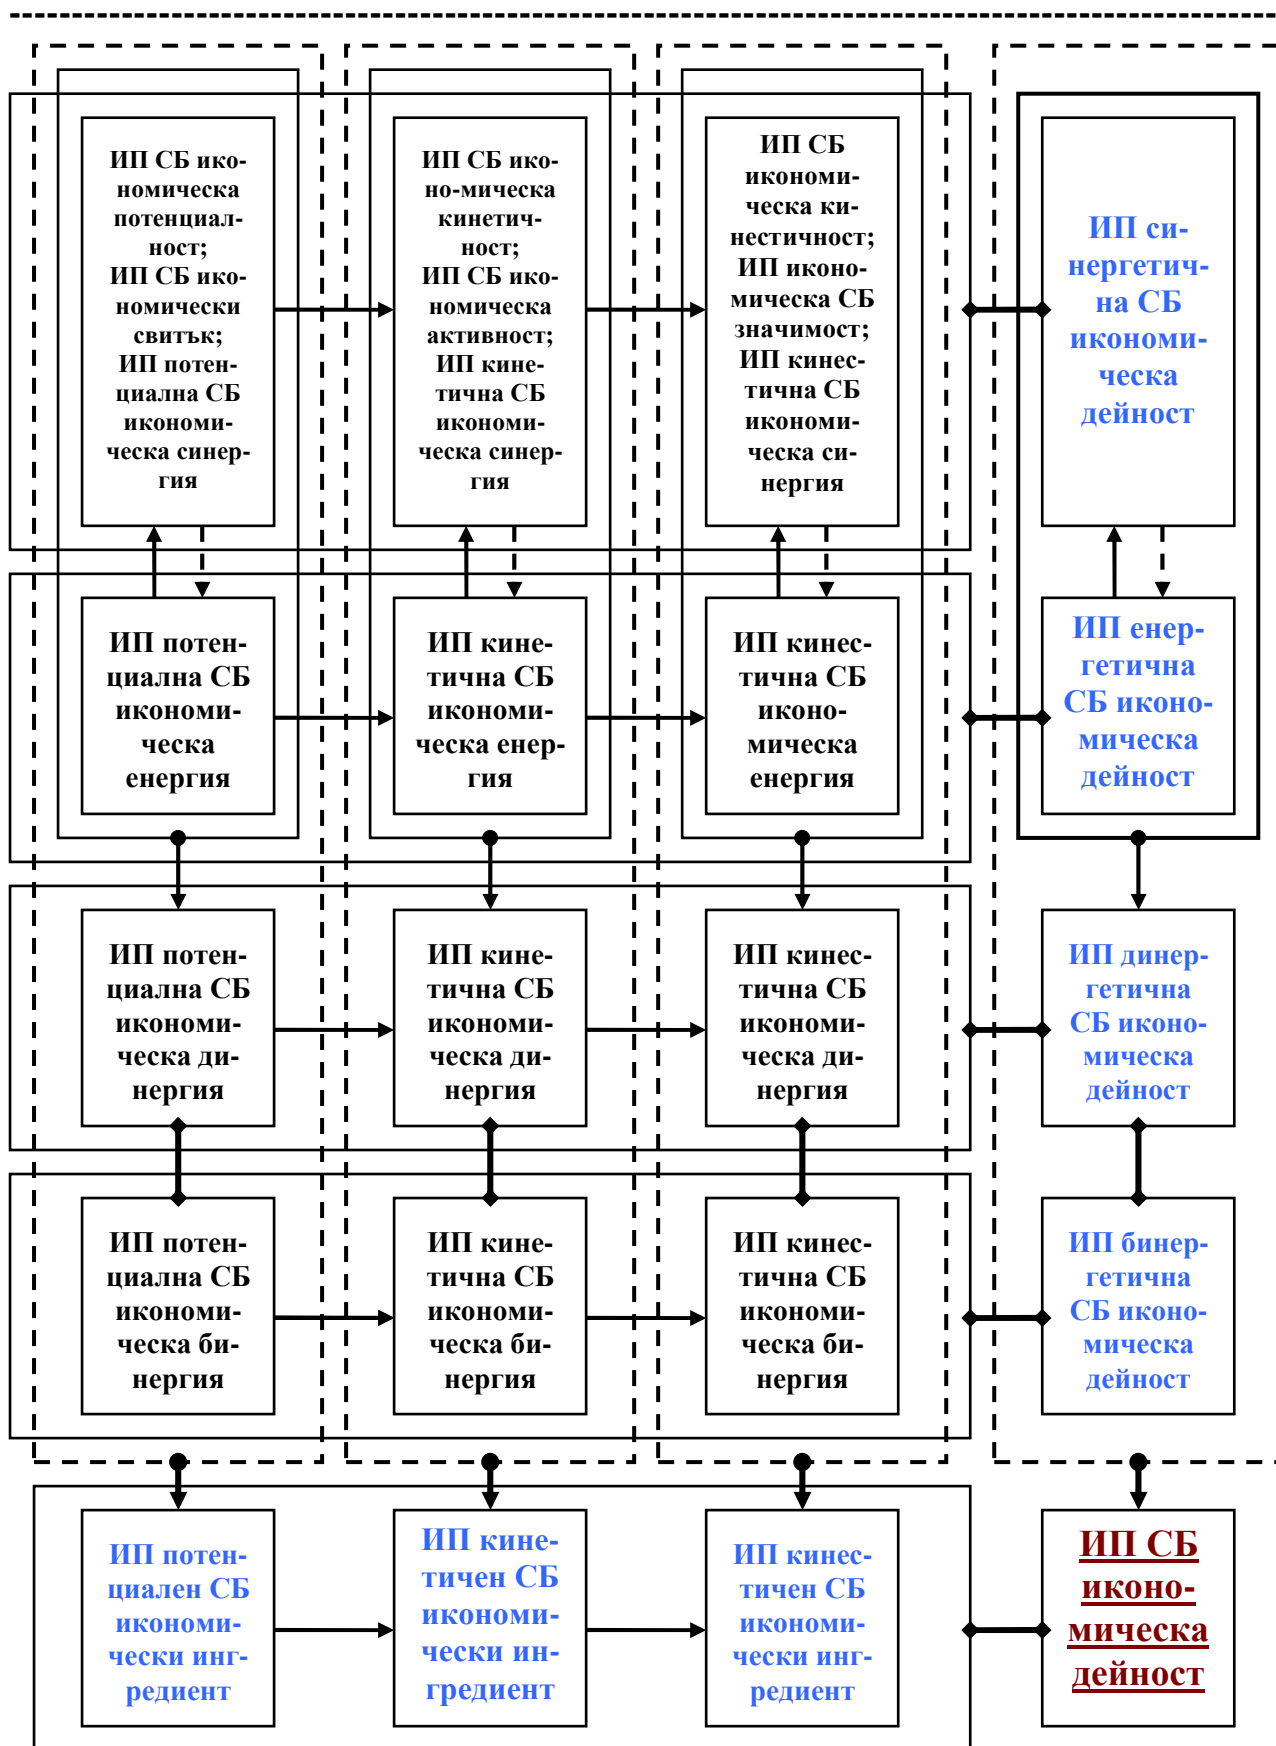 ИП СБ ико-
номическа
потенциал-
ност;
ИП СБ ико-
номически
свитък;
ИП потен-
циална СБ
икономи-
ческа синер-
гия
ИП СБ ико-
но-мическа
кинетич-
ност;
ИП СБ ико-
номическа
активност;
ИП кине-
тична СБ
икономи-
ческа синер-
гия
ИП СБ
икономи-
ческа ки-
нестичност;
ИП иконо-
мическа СБ
значимост;
ИП кинес-
тична СБ
икономи-
ческа си-
нергия
ИП си-
нергетич-
на СБ
икономи-
ческа
дейност
ИП потен-
циална СБ
икономи-
ческа
енергия
ИП кине-
тична СБ
икономи-
ческа енер-
гия
ИП кинес-
тична СБ
иконо-
мическа
енергия
ИП енер-
гетична
СБ иконо-
мическа
дейност
ИП потен-
циална СБ
икономи-
ческа ди-
нергия
ИП кине-
тична СБ
икономи-
ческа ди-
нергия
ИП кинес-
тична СБ
икономи-
ческа ди-
нергия
ИП динер-
гетична
СБ иконо-
мическа
дейност
ИП потен-
циална СБ
икономи-
ческа би-
нергия
ИП кине-
тична СБ
икономи-
ческа би-
нергия
ИП кинес-
тична СБ
икономи-
ческа би-
нергия
ИП бинер-
гетична
СБ иконо-
мическа
дейност
ИП потен-
циален СБ
икономи-
чески инг-
редиент
ИП кине-
тичен СБ
икономи-
чески ин-
гредиент
ИП кинес-
тичен СБ
икономи-
чески инг-
редиент
ИП СБ
иконо-
мическа
дейност